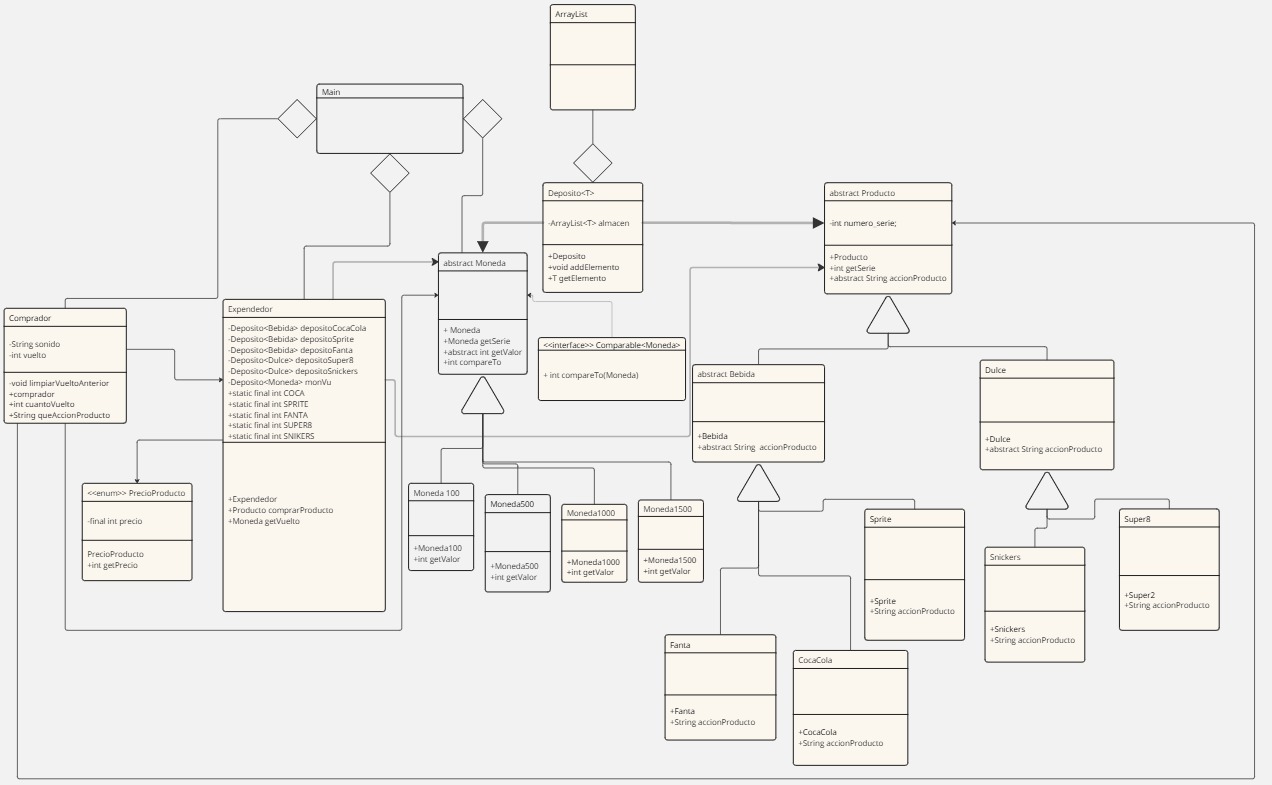 ArrayList
Main
Deposito<T>
-ArrayList<T> almacen
+Deposito
+void addElemento
+T getElemento
abstract Producto
-int numero_serie;
+Producto
+int getSerie
+abstract String accionProducto
abstract Moneda
+ Moneda
+Moneda getSerie
+abstract int getValor
+int compareTo
Comprador
-String sonido
-int vuelto
-void limpiarVueltoAnterior
+comprador
+int cuantoVuelto
+String queAccionProducto
Expendedor
-Deposito<Bebida> depositoCocaCola
-Deposito<Bebida> depositoSprite
-Deposito<Bebida> depositoFanta
-Deposito<Dulce> depositoSuper8
-Deposito<Dulce> depositoSnickers
-Deposito<Moneda> monVu
+static final int COCA
+static final int SPRITE
+static final int FANTA
+static final int SUPER8
+static final int SNIKERS
+Expendedor
+Producto comprarProducto
+Moneda getVuelto
<<interface>> Comparable<Moneda>
+ int compareTo(Moneda)
abstract Bebida
+Bebida
+abstract String accionProducto
Dulce
+Dulce
+abstract String accionProducto
<<enum>> PrecioProducto
-final int precio
PrecioProducto
+int getPrecio
Moneda 100
+Moneda100
+int getValor
Moneda500
+Moneda500
+int getValor
Moneda1000
+Moneda1000
+int getValor
Moneda1500
+Moneda1500
+int getValor
Sprite
+Sprite
+String accionProducto
Snickers
+Snickers
+String accionProducto
Super8
+Super2
+String accionProducto
Fanta
+Fanta
+String accionProducto
CocaCola
+CocaCola
+String accionProducto